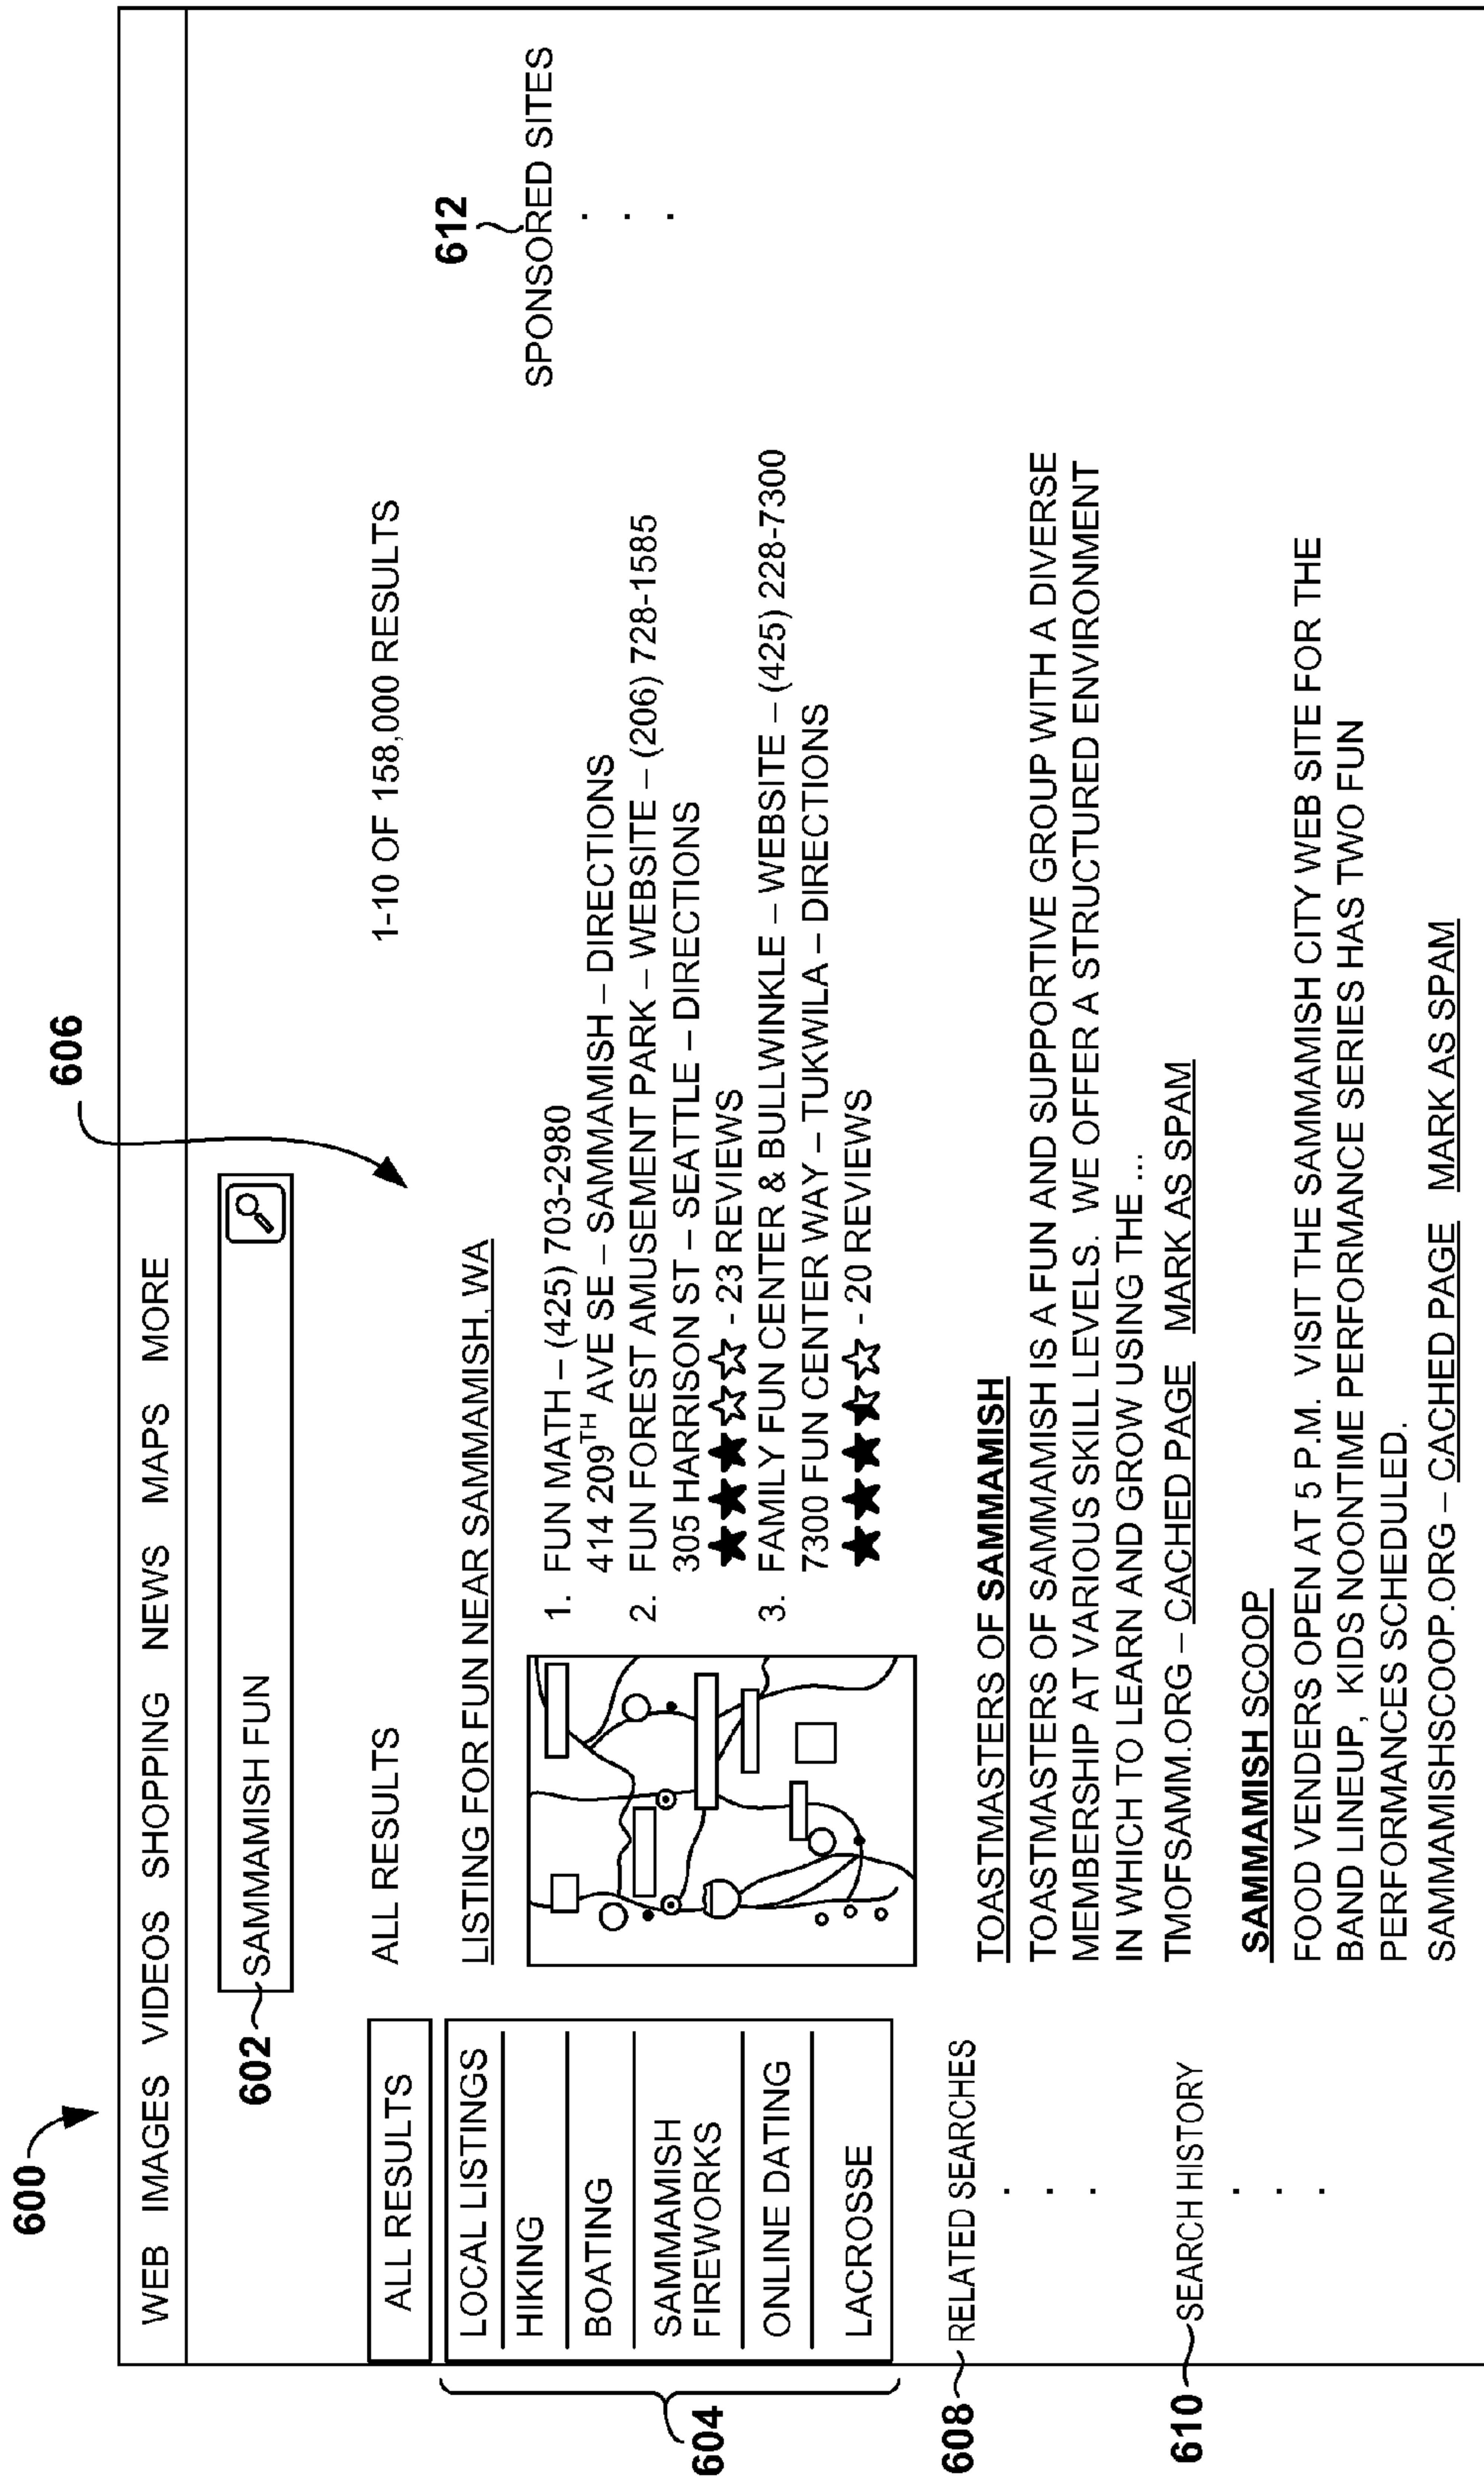 600
606
WEB IMAGES VIDEOS SHOPPING NEWS MAPS MORE
602
SAMMAMISH FUN
ALL RESULTS
ALL RESULTS
1-10 OF 158,000 RESULTS
604
LOCAL LISTINGS
HIKING
BOATING
SAMMAMISH
FIREWORKS
ONLINE DATING
LACROSSE
608
RELATED SEARCHES
.
.
.
610
SEARCH HISTORY
.
.
.
LISTING FOR FUN NEAR SAMMAMISH, WA
1. FUN MATH – (425) 703-2980
414 209TH AVE SE – SAMMAMISH – DIRECTIONS
2. FUN FOREST AMUSEMENT PARK – WEBSITE – (206) 728-1585
305 HARRISON ST – SEATTLE – DIRECTIONS
- 23 REVIEWS
3. FAMILY FUN CENTER & BULLWINKLE – WEBSITE – (425) 228-7300
7300 FUN CENTER WAY – TUKWILA – DIRECTIONS
- 20 REVIEWS
TOASTMASTERS OF SAMMAMISH
TOASTMASTERS OF SAMMAMISH IS A FUN AND SUPPORTIVE GROUP WITH A DIVERSE
MEMBERSHIP AT VARIOUS SKILL LEVELS. WE OFFER A STRUCTURED ENVIRONMENT
IN WHICH TO LEARN AND GROW USING THE ...
TMOFSAMM.ORG – CACHED PAGE MARK AS SPAM
SAMMAMISH SCOOP
FOOD VENDERS OPEN AT 5 P.M. VISIT THE SAMMAMISH CITY WEB SITE FOR THE
BAND LINEUP, KIDS NOONTIME PERFORMANCE SERIES HAS TWO FUN
PERFORMANCES SCHEDULED.
SAMMAMISHSCOOP.ORG – CACHED PAGE MARK AS SPAM
612
SPONSORED SITES
.
.
.